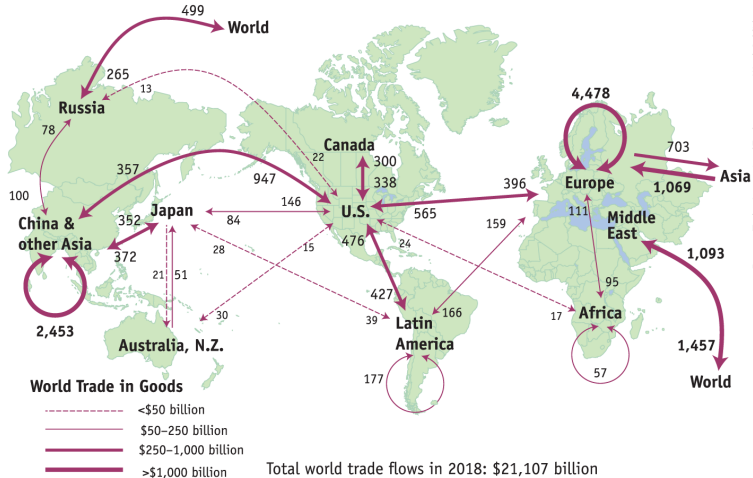 499
World
265
13
Russia
78
4,478
703
Asia
1,069
Canada
300
338
22
357
947
100
396
565
Europe
111
Middle
East
Japan
146
84
U.S.
476
159
China &
other Asia
352
372
28
15
24
1,093
21
51
2,453
30
39
427
166
95
17
Africa
Latin
America
Australia, N.Z.
177
57
1,457
World
World Trade in Goods
<$50 billion
$50–250 billion
$250–1,000 billion
>$1,000 billion
Total world trade flows in 2018: $21,107 billion